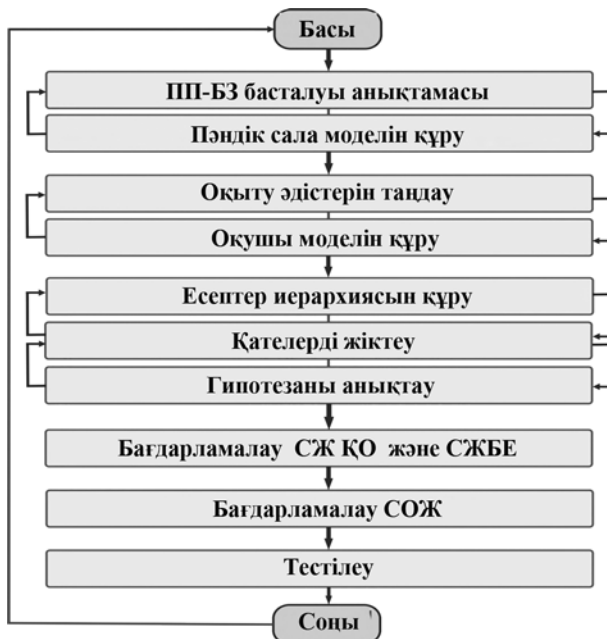 Басы
ПП-БЗ басталуы анықтамасы
Пәндік сала моделін құру
Оқыту әдістерін таңдау
Оқушы моделін құру
Есептер иерархиясын құру
Қателерді жіктеу
Гипотезаны анықтау
Бағдарламалау СЖ ҚО және СЖБЕ
Бағдарламалау СОЖ
Тестілеу
Соңы